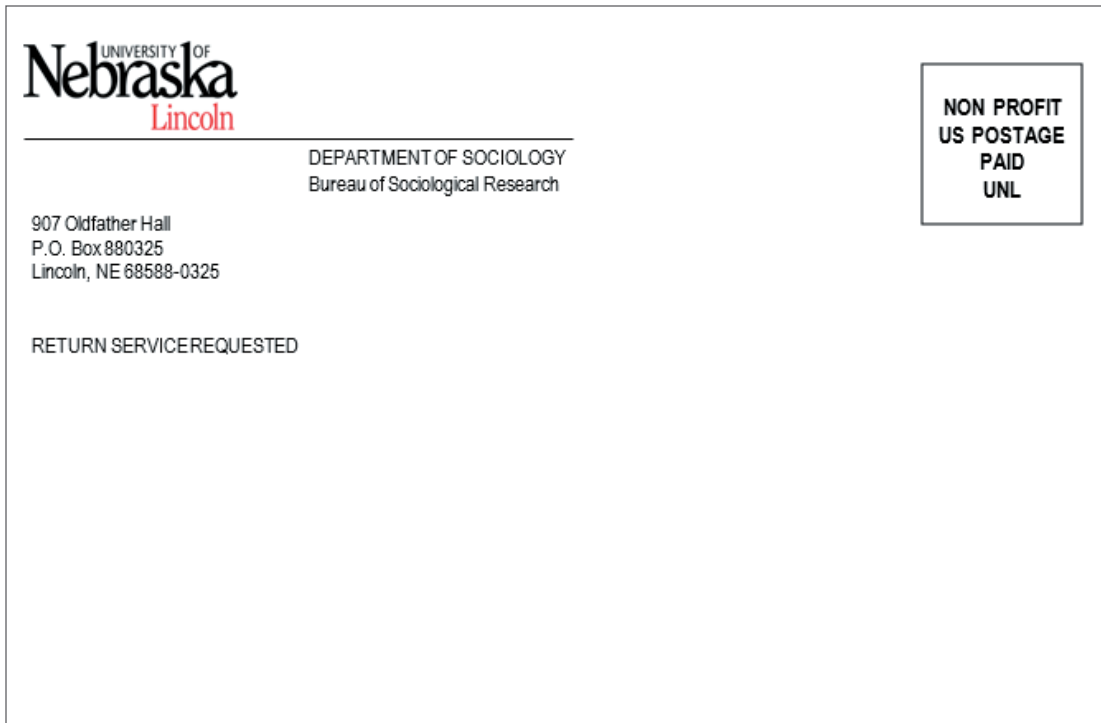 UNIVERSITY OF
Nebraska
Lincoln
DEPARTMENT OF SOCIOLOGY
Bureau of Sociological Research
907 Oldfather Hall
P.O. Box 880325
Lincoln, NE 68588-0325
RETURN SERVICE REQUESTED
NON PROFIT
US POSTAGE
PAID
UNL